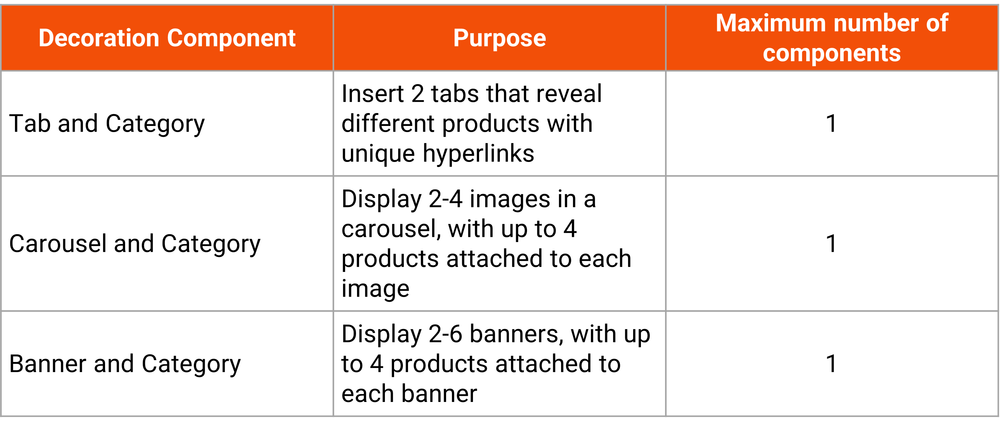 Decoration Component
Purpose
Maximum number of
components
Tab and Category
Insert 2 tabs that reveal
different products with
unique hyperlinks
1
Carousel and Category
Display 2-4 images in a
carousel, with up to 4
products attached to each
image
1
Banner and Category
Display 2-6 banners, with up
to 4 products attached to
each banner
1